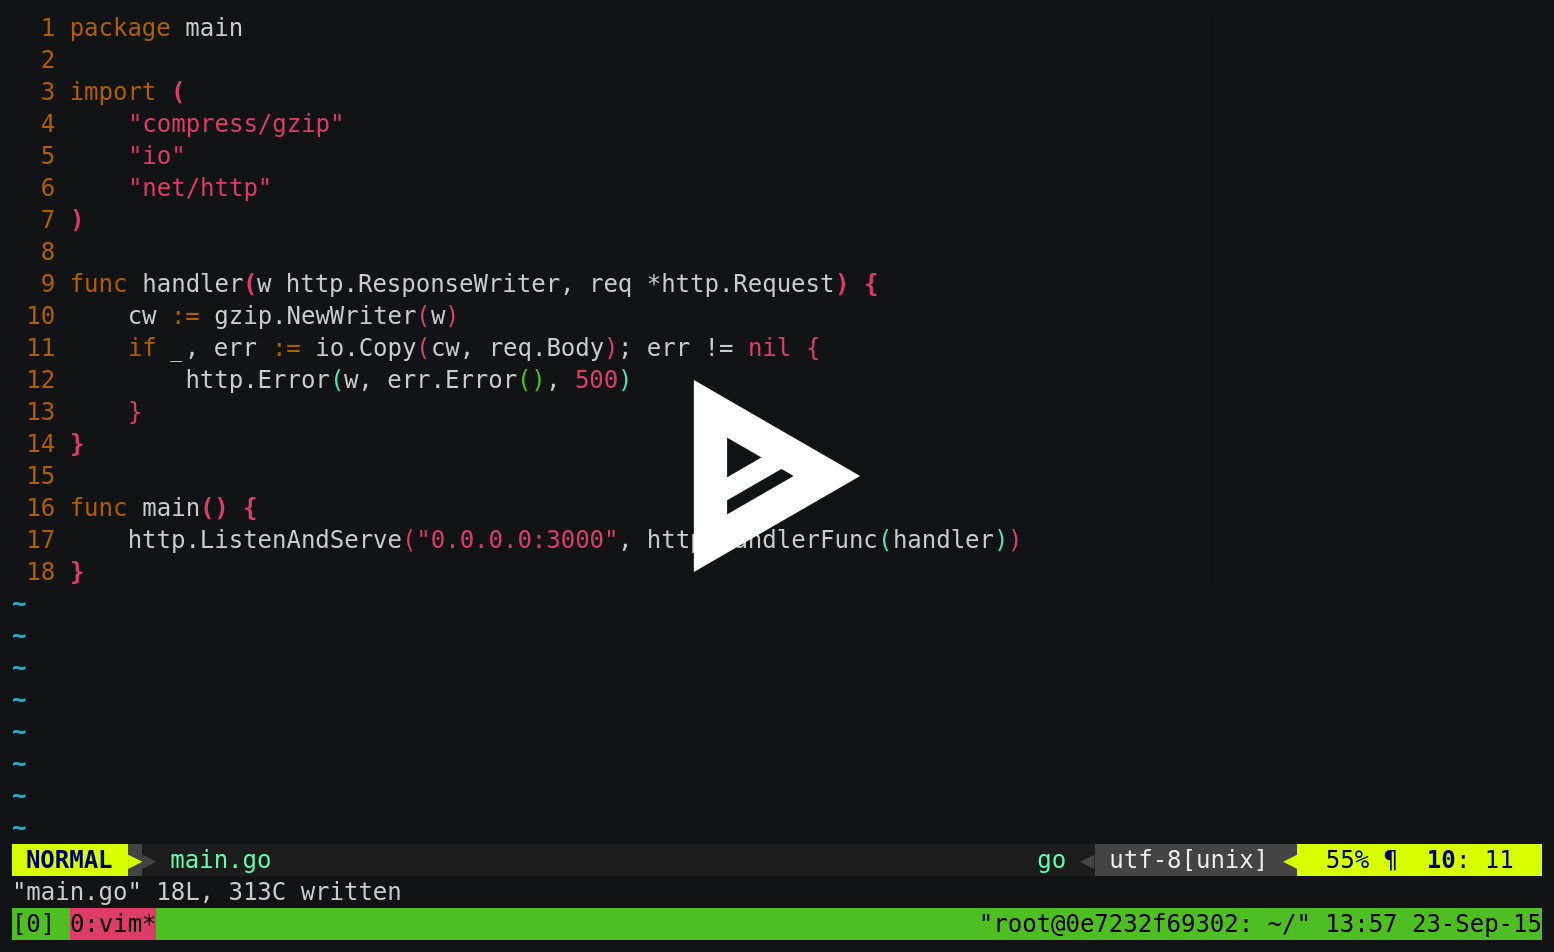 1 package main
2
3 import (
4     "compress/gzip"
5     "io"
6     "net/http"
7 )
8
9 func handler(w http.ResponseWriter, req *http.Request) {
10     cw := gzip.NewWriter(w)
11     if _, err := io.Copy(cw, req.Body); err != nil {
12         http.Error(w, err.Error(), 500)
13     }
14 }
15
16 func main() {
17     http.ListenAndServe("0.0.0.0:3000", handler))
18 }
~
~
~
~
~
~
~
~
NORMAL main.go go utf-8[unix] 55% ¶ 10: 11
"main.go" 18L, 313C written
[0] 0:vim* "root@0e7232f69302: ~/" 13:57 23-Sep-15